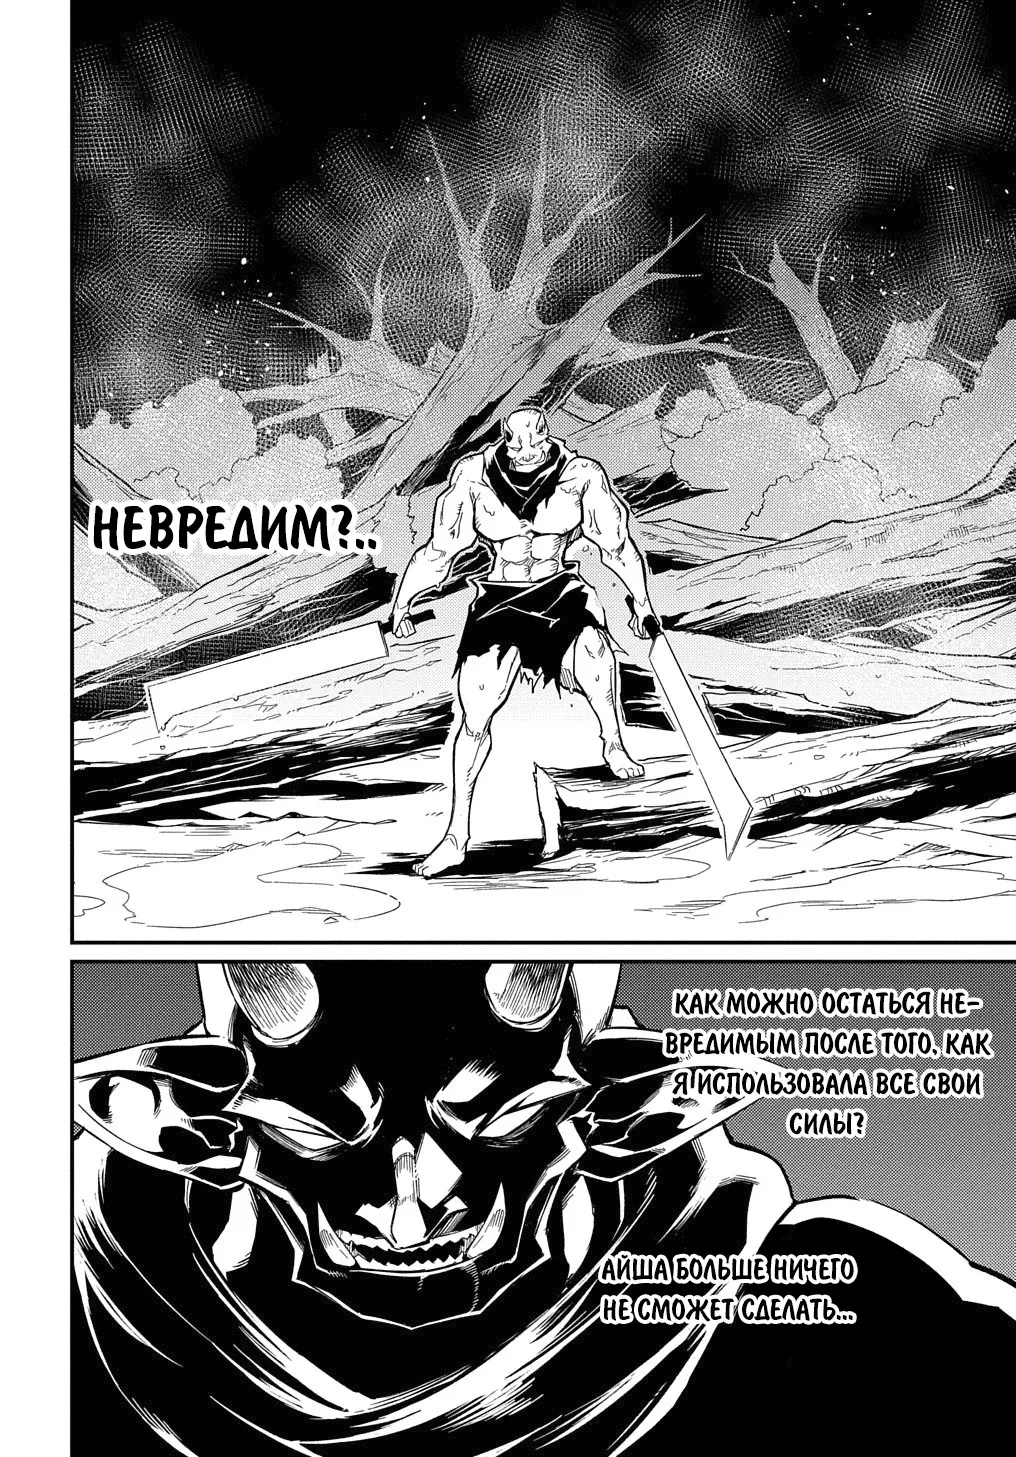 НЕВРЕДИМ?..
КАК МОЖНО ОСТАТЬСЯ НЕ-
ВРЕДИМЫМ ПОСЛЕ ТОГО, КАК
Я ИСПОЛЬЗОВАЛА ВСЕ СВОИ
СИЛЫ?
АЙША БОЛЬШЕ НИЧЕГО
НЕ СМОЖЕТ СДЕЛАТЬ...